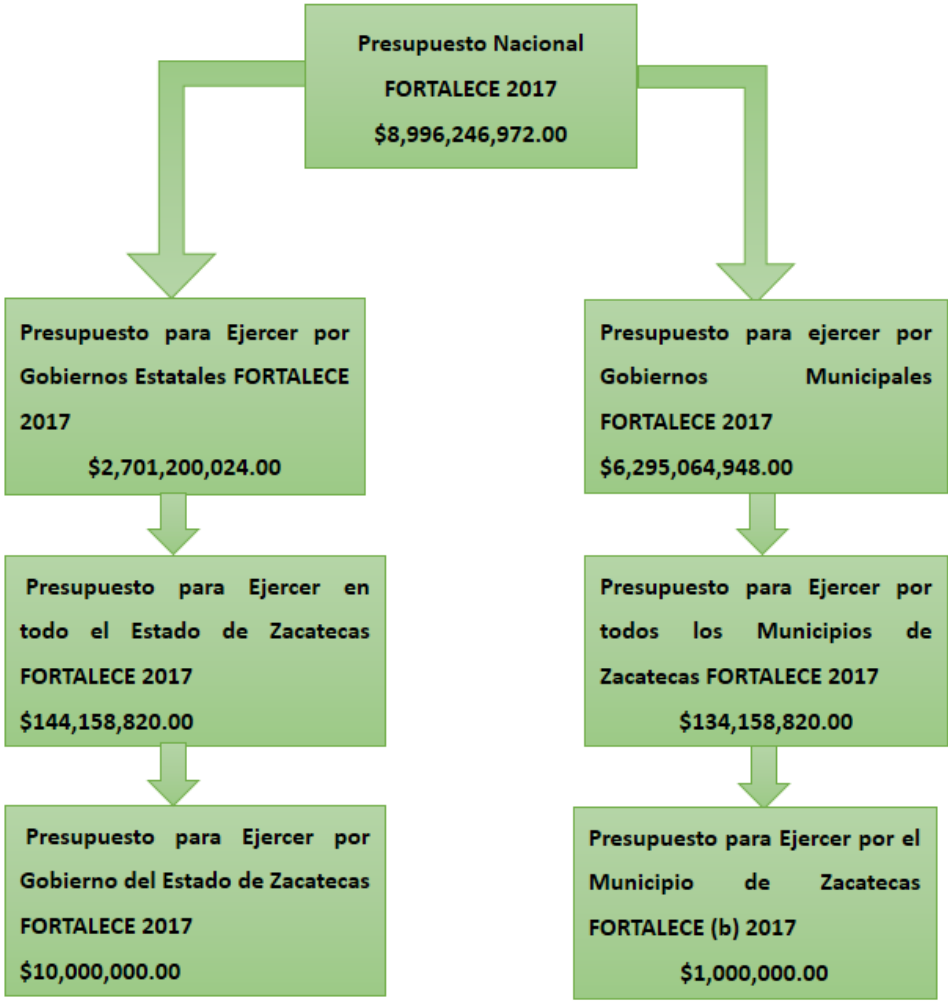 Presupuesto Nacional
FORTALECE 2017
$8,996,246,972.00
Presupuesto para Ejercer por
Gobiernos Estatales FORTALECE
2017
$2,701,200,024.00
Presupuesto para ejercer por
Gobiernos Municipales
FORTALECE 2017
$6,295,064,948.00
Presupuesto para Ejercer en
todo el Estado de Zacatecas
FORTALECE 2017
$144,158,820.00
Presupuesto para Ejercer por
todos los Municipios de
Zacatecas FORTALECE 2017
$134,158,820.00
Presupuesto para Ejercer por
Gobierno del Estado de Zacatecas
FORTALECE 2017
$10,000,000.00
Presupuesto para Ejercer por el
Municipio de Zacatecas
FORTALECE (b) 2017
$1,000,000.00